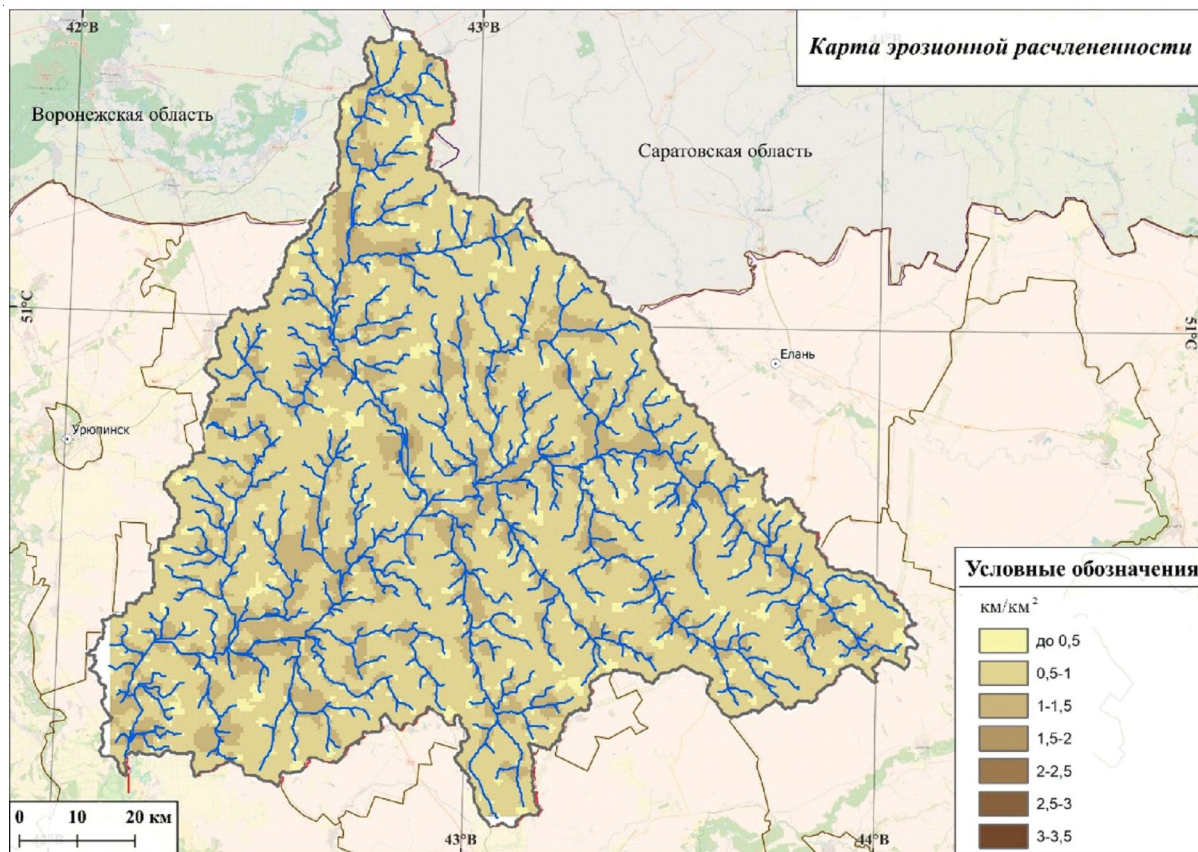 42°В
43°В
44°В
Карта эрозионной расчлененности
Воронежская область
Саратовская область
51°С
51°С
Елань
Урюпинск
Условные обозначения
км/км²
до 0,5
0,5-1
1-1,5
1,5-2
2-2,5
2,5-3
3-3,5
0 10 20 км
42°В
43°В
44°В